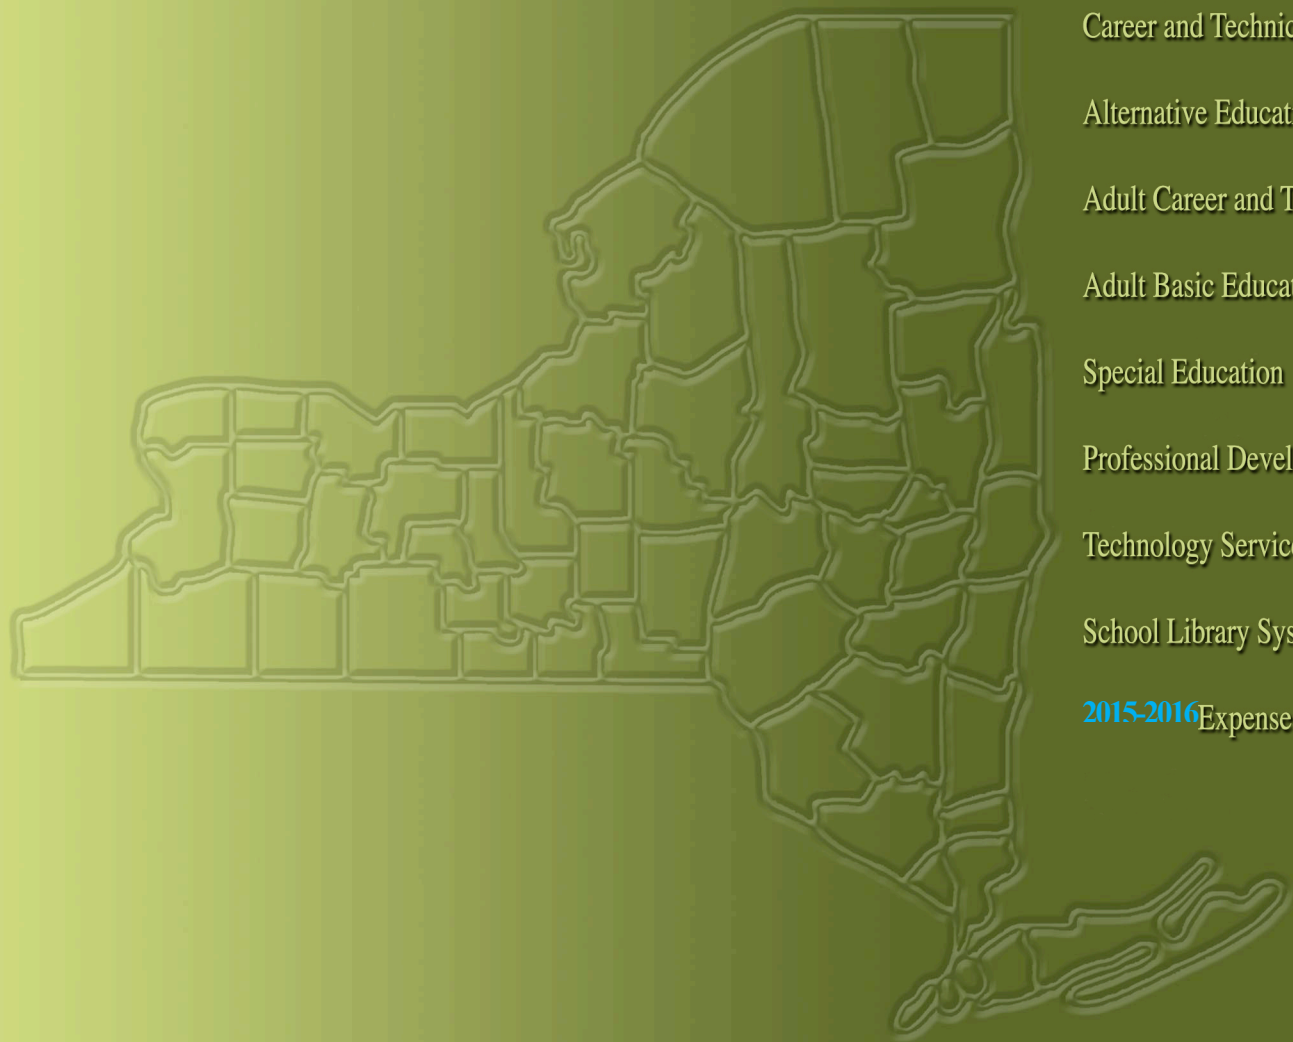 Career and Technic
Alternative Educat
Adult Career and T
Adult Basic Educat
Special Education
Professional Devel
Technology Service
School Library Sys
2015-2016Expense